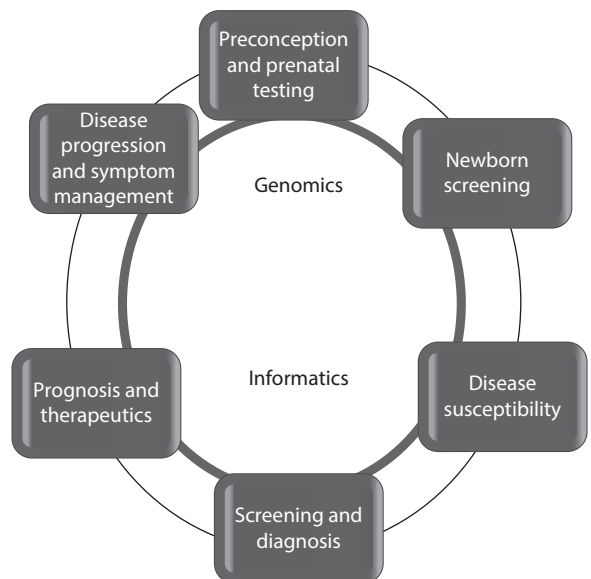 Preconception
and prenatal
testing
Newborn
screening
Disease
susceptibility
Screening and
diagnosis
Prognosis and
therapeutics
Disease
progression
and symptom
management
Genomics
Informatics